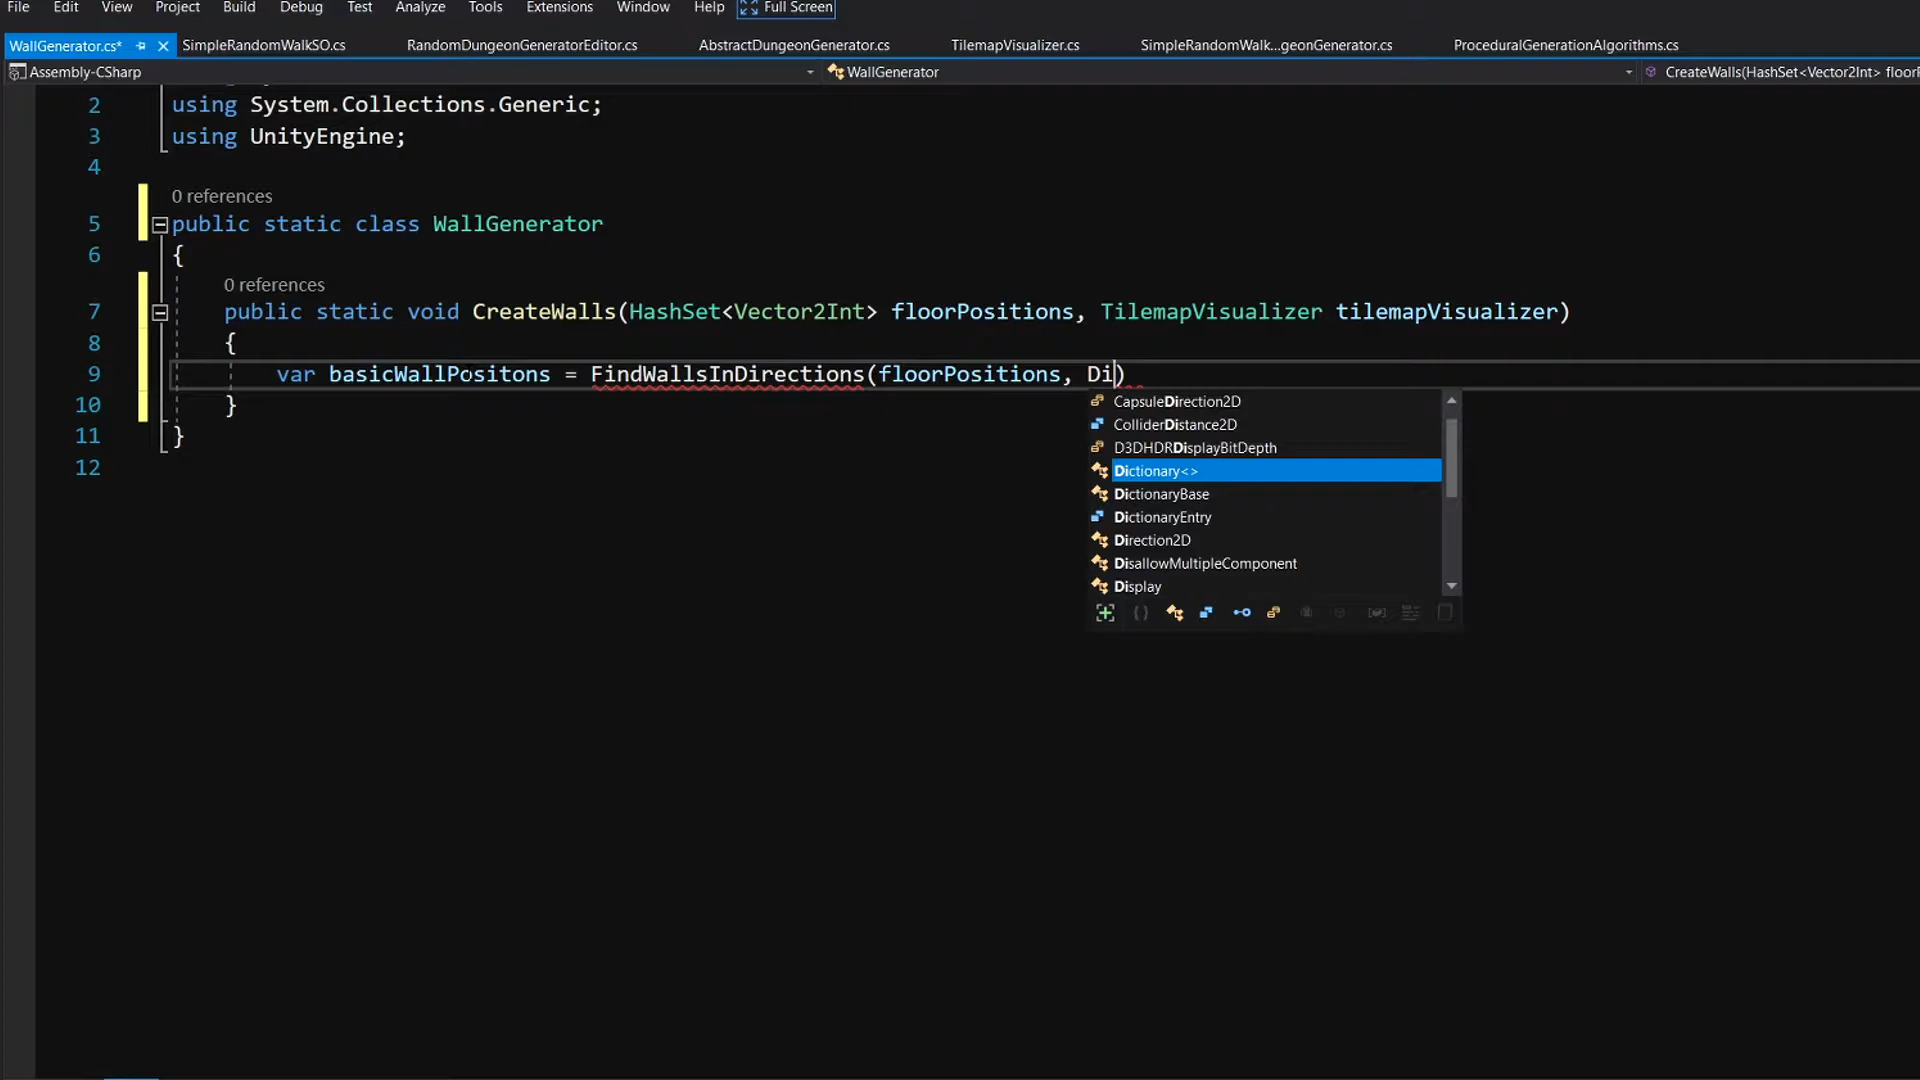 File Edit View Project Build Debug Test Analyze Tools Extensions Window Help Full Screen
WallGenerator.cs* SimpleRandomWalkSO.cs RandomDungeonGeneratorEditor.cs AbstractDungeonGenerator.cs TilemapVisualizer.cs SimpleRandomWalk...geonGenerator.cs ProceduralGenerationAlgorithms.cs
Assembly-CSharp WallGenerator CreateWalls(HashSet<Vector2Int> floorP
2 using System.Collections.Generic;
3 using UnityEngine;
4
0 references
5 public static class WallGenerator
6 {
0 references
7 public static void CreateWalls(HashSet<Vector2Int> floorPositions, TilemapVisualizer tilemapVisualizer)
8 {
9 var basicWallPositons = FindWallsInDirections(floorPositions, Di)
10 }
11 }
12
CapsuleDirection2D
ColliderDistance2D
D3DHDRDisplayBitDepth
Dictionary<>
DictionaryBase
DictionaryEntry
Direction2D
DisallowMultipleComponent
Display